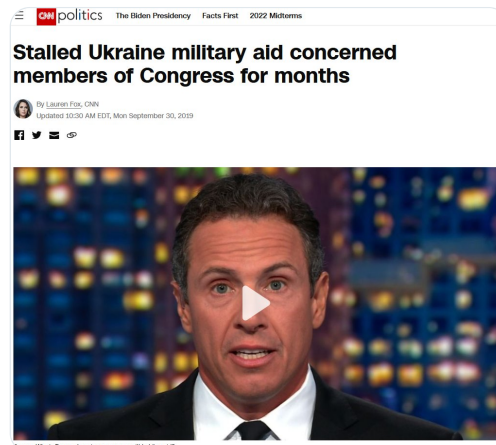 CNN politics The Biden Presidency Facts First 2022 Midterms
Stalled Ukraine military aid concerned
members of Congress for months
By Lauren Fox, CNN
Updated 10:30 AM EDT, Mon September 30, 2019